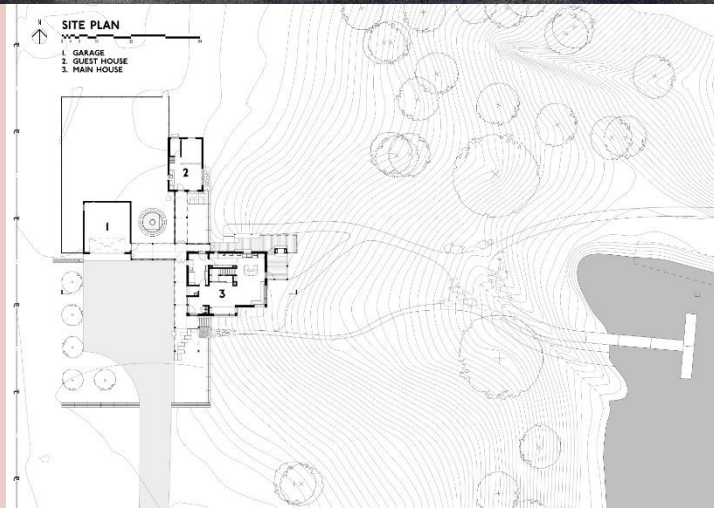 N
SITE PLAN
1. GARAGE
2. GUEST HOUSE
3. MAIN HOUSE
2
1
3